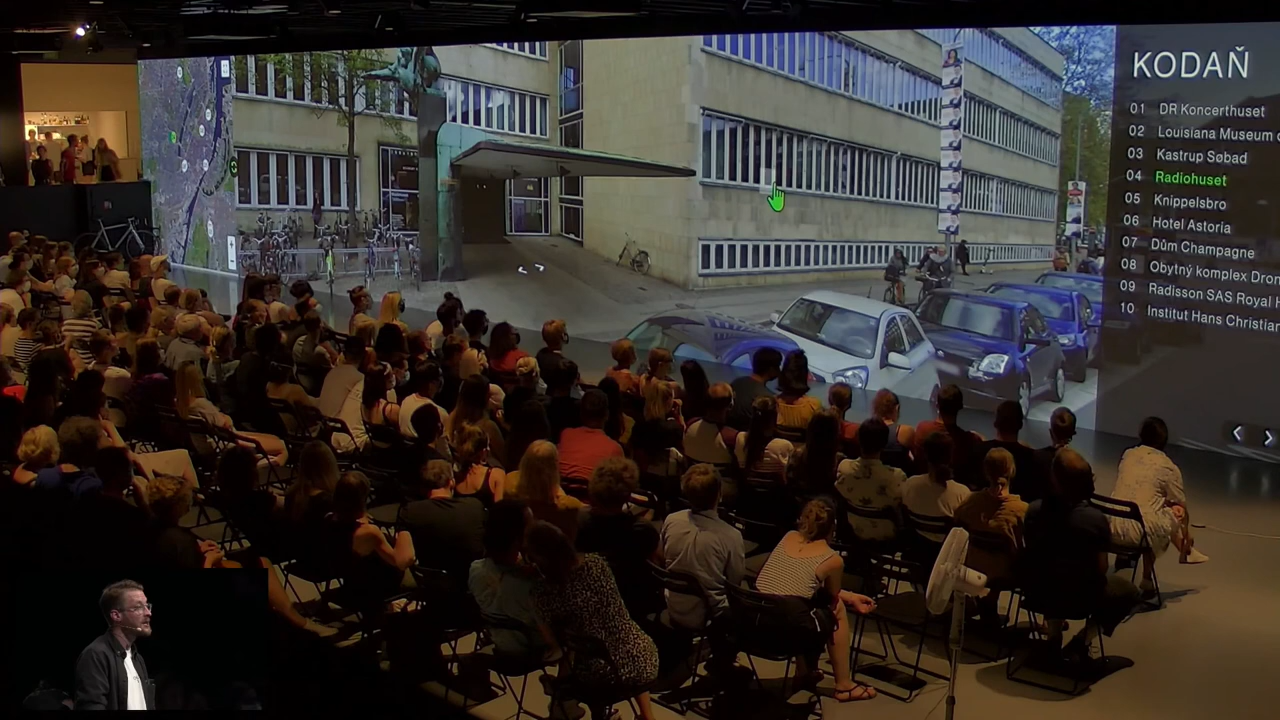 KODAŇ
01 DR Koncerthuset
02 Louisiana Museum
03 Kastrup Søbad
04 Radiohuset
05 Knippelsbro
06 Hotel Astoria
07 Dům Champagne
08 Obytný komplex
09 Radisson SAS Royal
10 Institut Hans Christian